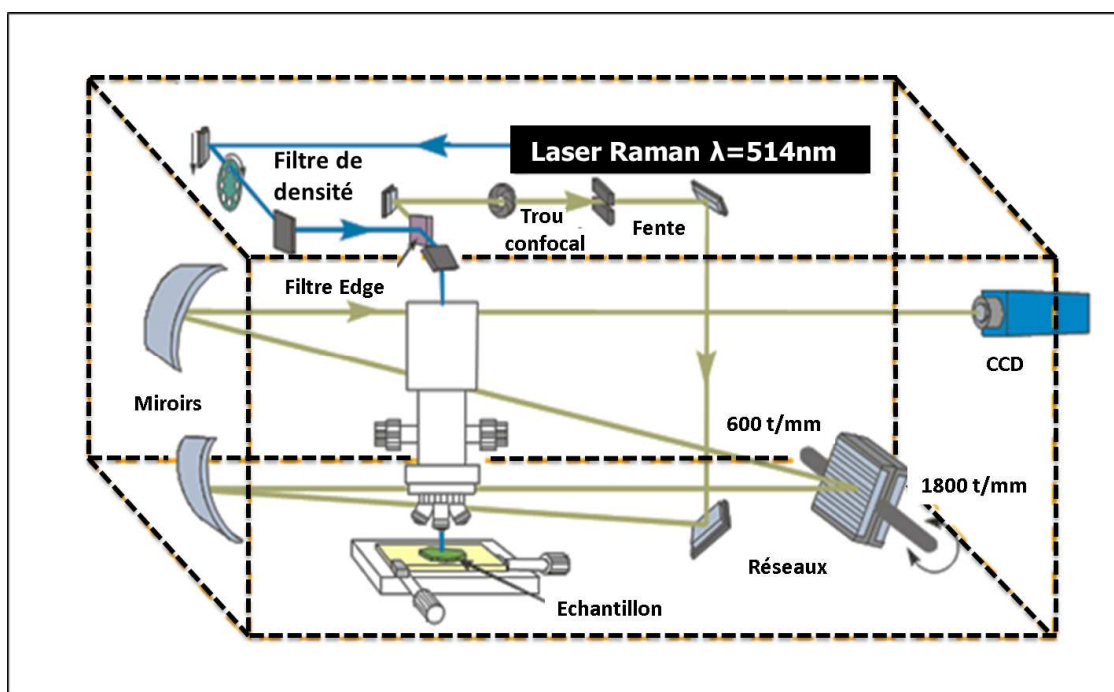 Laser Raman λ=514nm
Filtre de
densité
Trou
confocal
Fente
Filtre Edge
CCD
Miroirs
600 t/mm
1800 t/mm
Réseaux
Echantillon